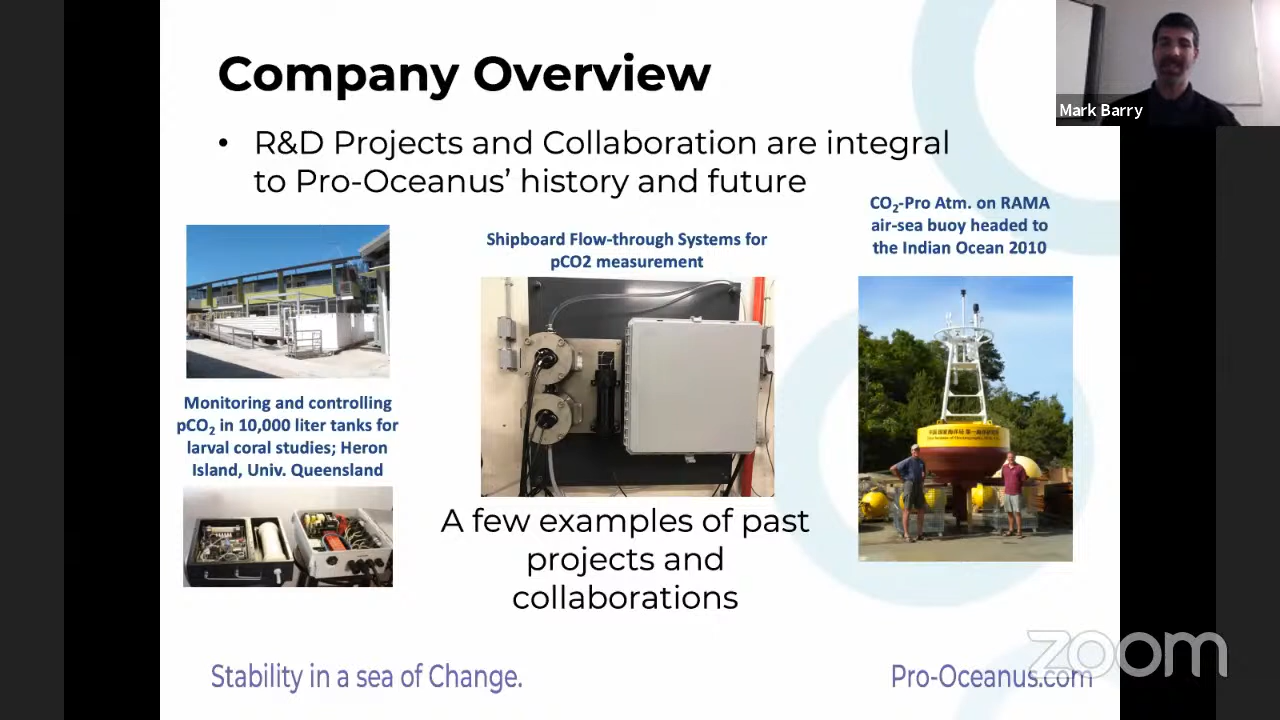 Company Overview
• R&D Projects and Collaboration are integral
to Pro-Oceanus’ history and future
Mark Barry
CO₂-Pro Atm. on RAMA
air-sea buoy headed to
the Indian Ocean 2010
Shipboard Flow-through Systems for
pCO2 measurement
Monitoring and controlling
pCO₂ in 10,000 liter tanks for
larval coral studies; Heron
Island, Univ. Queensland
A few examples of past
projects and
collaborations
Stability in a sea of Change.
Pro-Oceanus.com
zoom